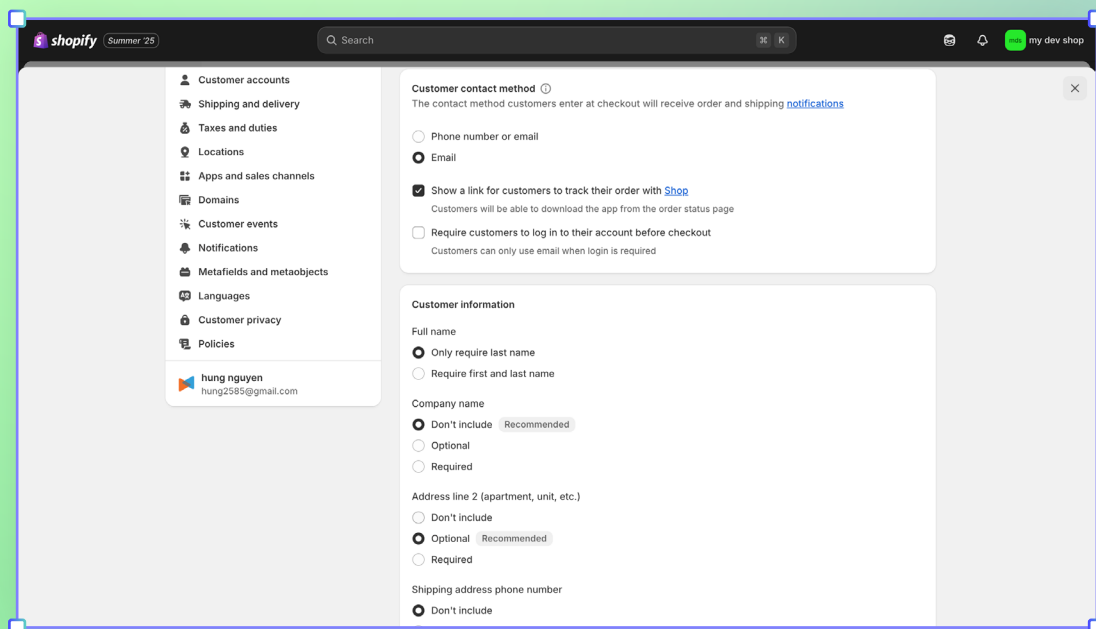 shopify Summer '25 Search ⌘ K mds my dev shop
Customer accounts
Shipping and delivery
Taxes and duties
Locations
Apps and sales channels
Domains
Customer events
Notifications
Metafields and metaobjects
Languages
Customer privacy
Policies
hung nguyen
hung2585@gmail.com
Customer contact method
The contact method customers enter at checkout will receive order and shipping notifications
Phone number or email
Email
Show a link for customers to track their order with Shop
Customers will be able to download the app from the order status page
Require customers to log in to their account before checkout
Customers can only use email when login is required
Customer information
Full name
Only require last name
Require first and last name
Company name
Don't include Recommended
Optional
Required
Address line 2 (apartment, unit, etc.)
Don't include
Optional Recommended
Required
Shipping address phone number
Don't include